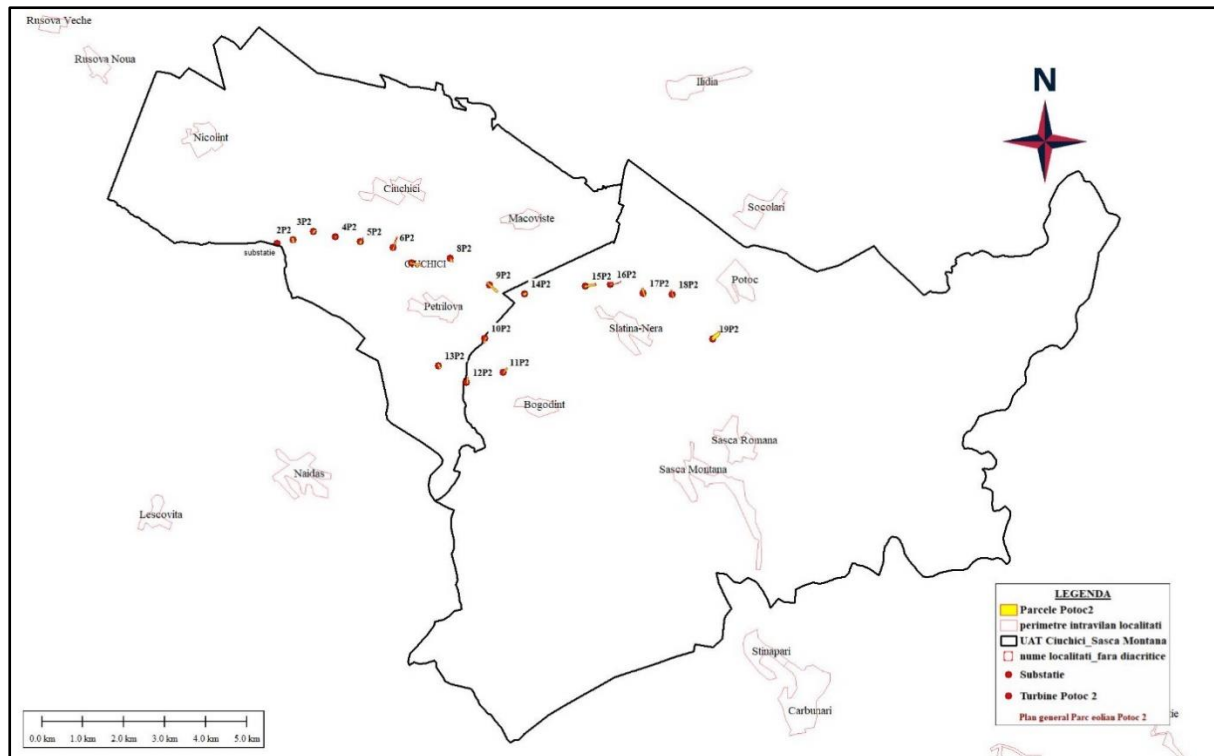 Rusova Veche
Rusova Noua
Ilidia
N
Nicolint
Ciuchici
Macoviste
Socolari
2P2
3P2
4P2
5P2
6P2
8P2
substatie
9P2
14P2
15P2
16P2
17P2
18P2
Potoc
Petrilova
Slatina-Nera
19P2
10P2
13P2
12P2
11P2
Bogodint
Sasca Romana
Sasca Montana
Naidas
Lescovita
Stinapari
Carbunari
LEGENDA
Parcele Potoc2
perimetre intravilan localitati
UAT Ciuchici_Sasca Montana
nume localitati_fara diacritice
Substatie
Turbine Potoc 2
Plan general Parc eolian Potoc 2
0.0 km 1.0 km 2.0 km 3.0 km 4.0 km 5.0 km